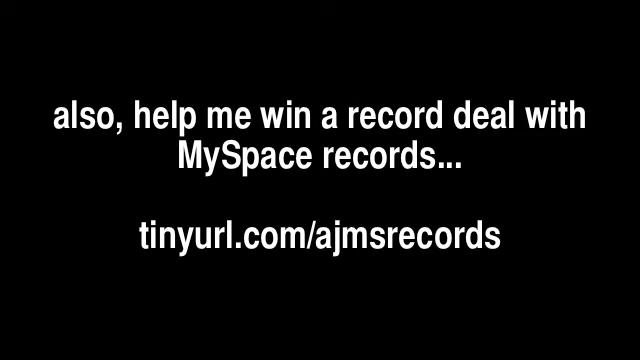 also, help me win a record deal with
MySpace records...
tinyurl.com/ajmsrecords